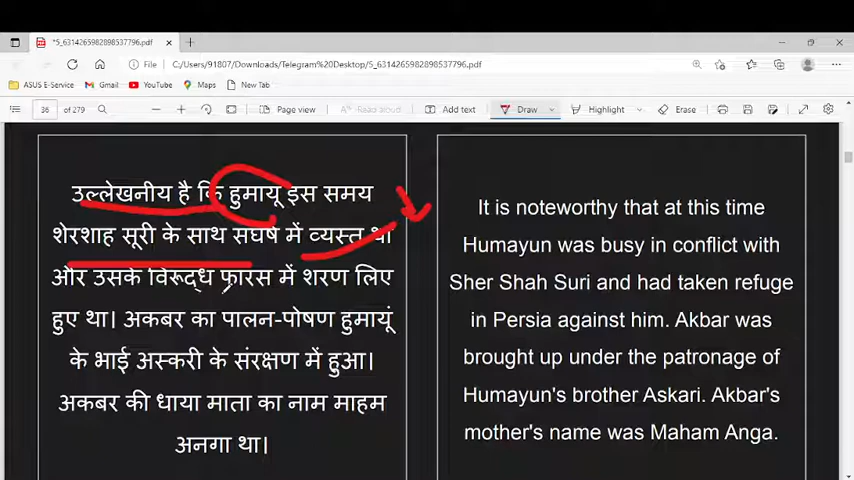 *5_6314265982898537796.pdf
File C:/Users/91807/Downloads/Telegram%20Desktop/5_6314265982898537796.pdf
ASUS E-Service Gmail YouTube Maps New Tab
36 of 279 Page view Read aloud Add text Draw Highlight Erase
उल्लेखनीय है कि हुमायू इस समय
शेरशाह सूरी के साथ संघर्ष में व्यस्त था
और उसके विरूद्ध फ़ारस में शरण लिए
हुए था। अकबर का पालन-पोषण हुमायूं
के भाई अस्करी के संरक्षण में हुआ।
अकबर की धाया माता का नाम माहम
अनगा था।
It is noteworthy that at this time
Humayun was busy in conflict with
Sher Shah Suri and had taken refuge
in Persia against him. Akbar was
brought up under the patronage of
Humayun's brother Askari. Akbar's
mother's name was Maham Anga.